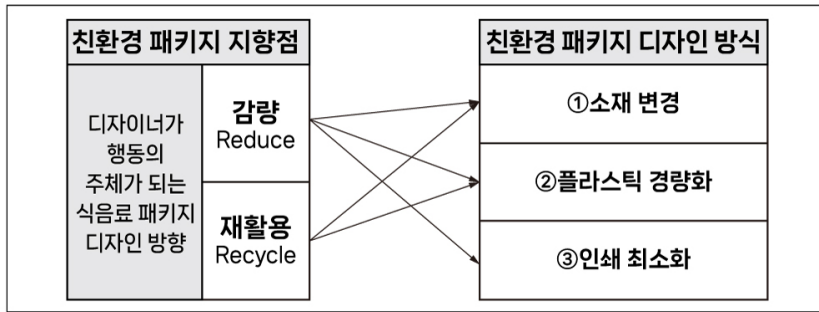 친환경 패키지 지향점
디자이너가
행동의
주체가 되는
식음료 패키지
디자인 방향
감량
Reduce
재활용
Recycle
친환경 패키지 디자인 방식
①소재 변경
②플라스틱 경량화
③인쇄 최소화